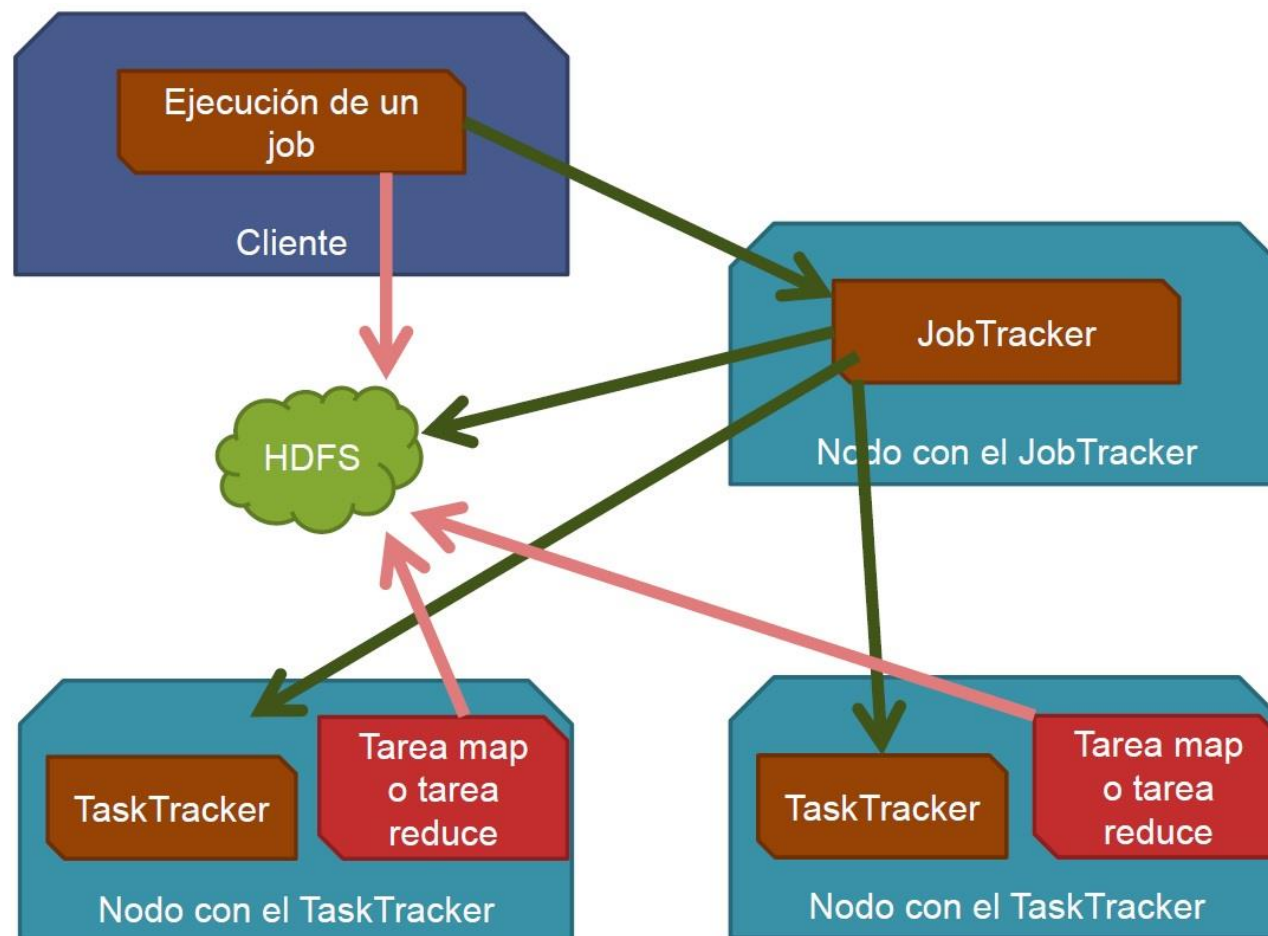 Ejecución de un
job
Cliente
JobTracker
Nodo con el JobTracker
HDFS
TaskTracker
Tarea map
o tarea
reduce
Nodo con el TaskTracker
TaskTracker
Tarea map
o tarea
reduce
Nodo con el TaskTracker